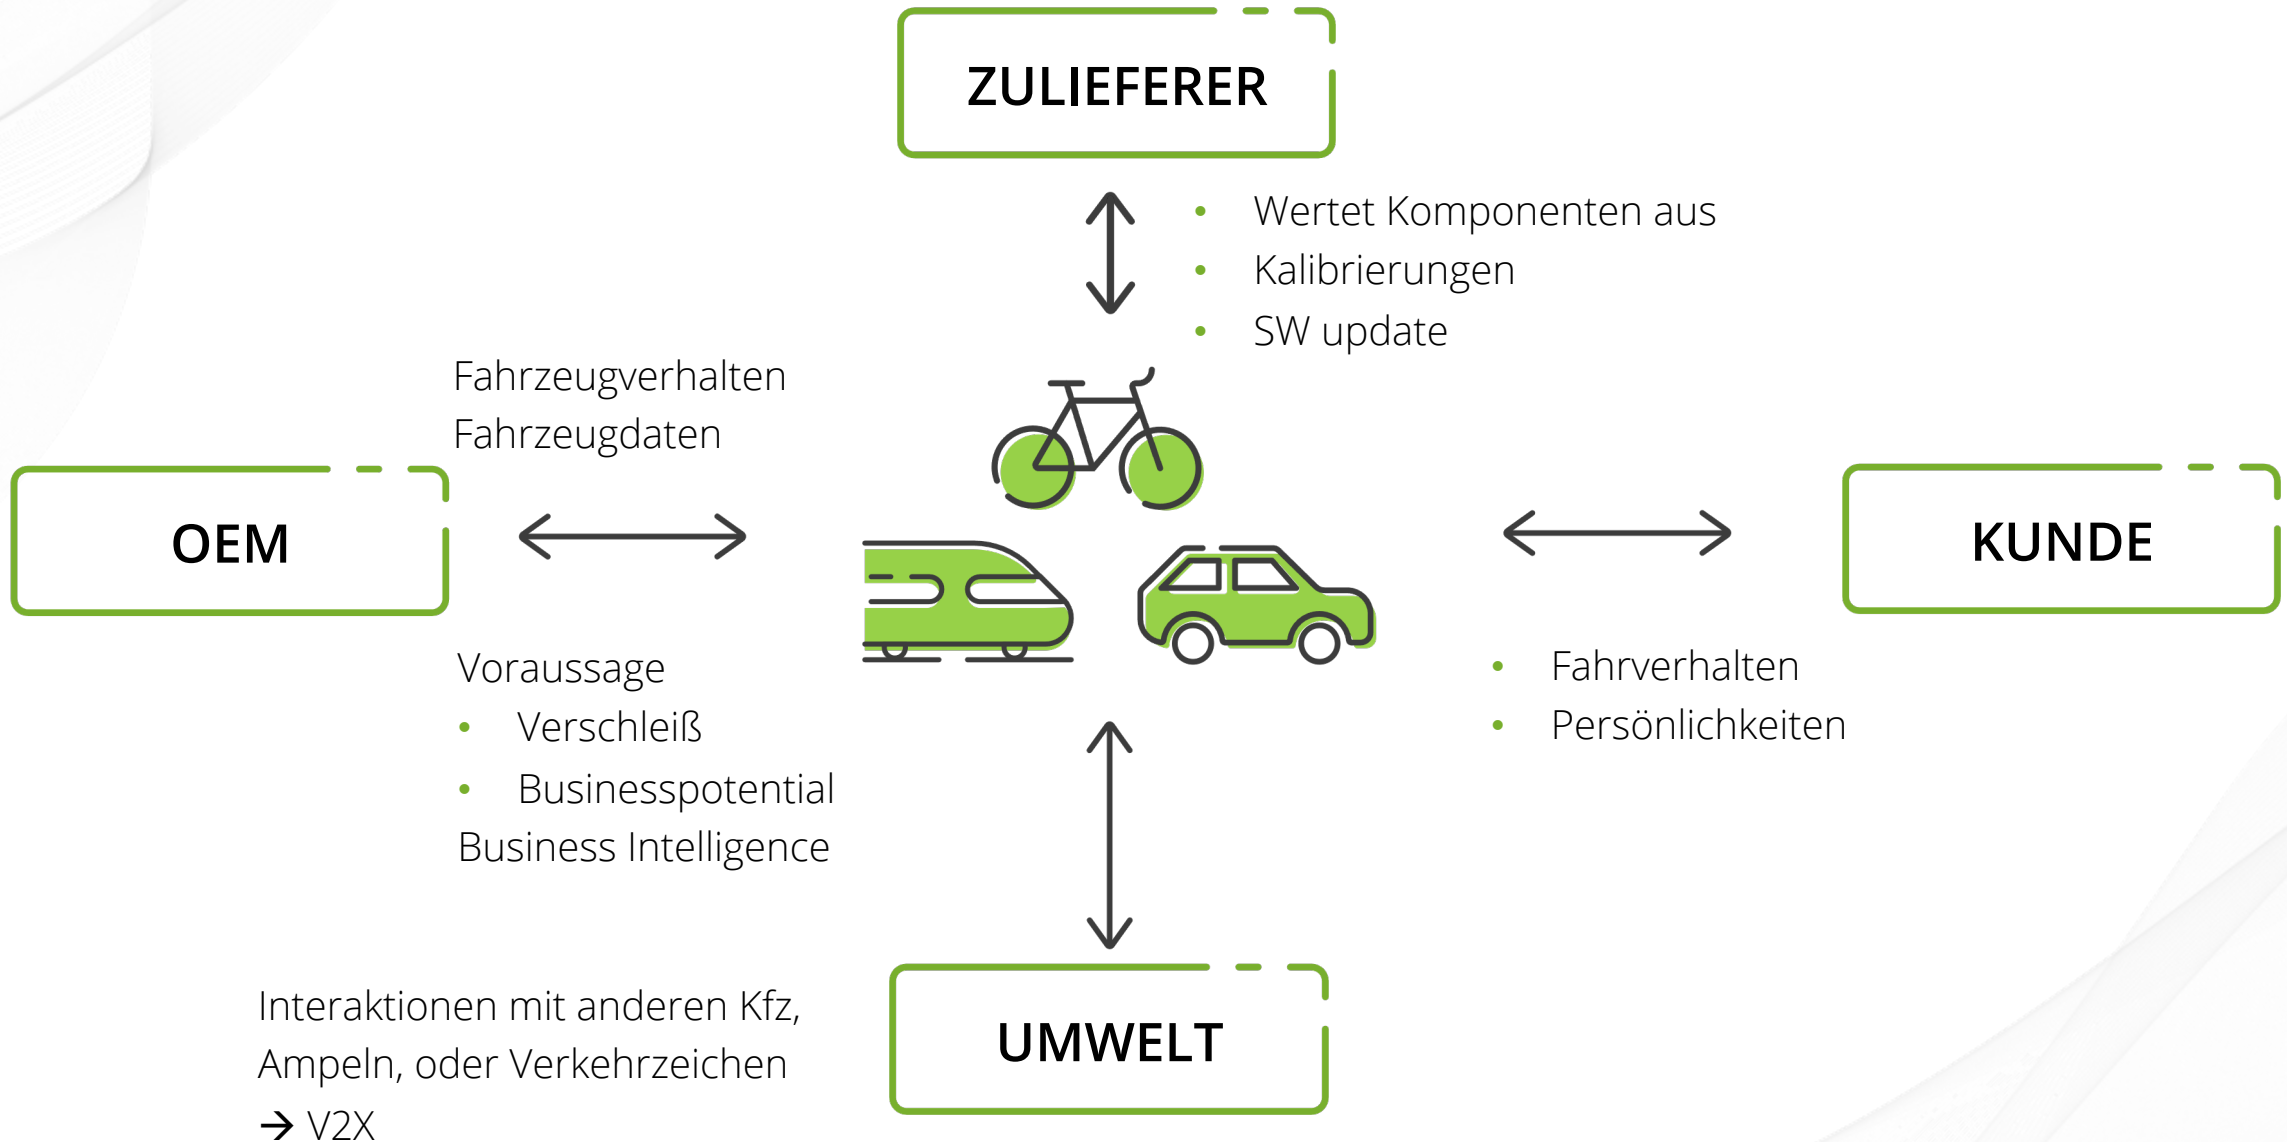 ZULIEFERER
• Wertet Komponenten aus
• Kalibrierungen
• SW update
Fahrzeugverhalten
Fahrzeugdaten
OEM
KUNDE
Voraussage
• Verschleiß
• Businesspotential
Business Intelligence
• Fahrverhalten
• Persönlichkeiten
Interaktionen mit anderen Kfz,
Ampeln, oder Verkehrzeichen
→ V2X
UMWELT